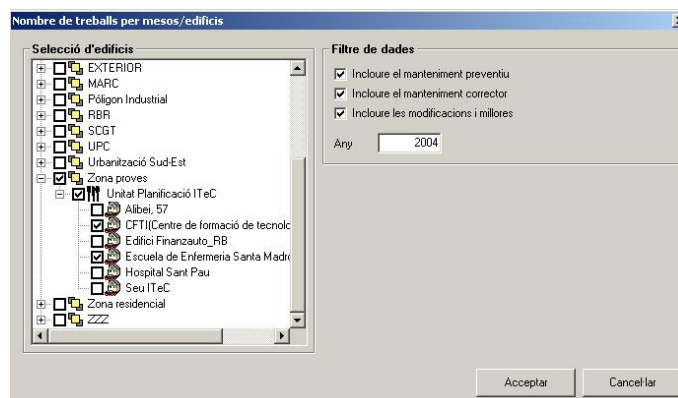 Nombre de treballs per mesos/edificis
Selecció d'edificis
EXTERIOR
MARC
Póligon Industrial
RBR
SCGT
UPC
Urbanització Sud-Est
Zona proves
Unitat Planificació ITeC
Alibei, 57
CFTI(Centre de formació de tecnolo
Edifici Finanzauto_RB
Escuela de Enfermeria Santa Madro
Hospital Sant Pau
Seu ITeC
Zona residencial
ZZZ
Filtre de dades
Incloure el manteniment preventiu
Incloure el manteniment corrector
Incloure les modificacions i millores
Any 2004
Acceptar
Cancel·lar